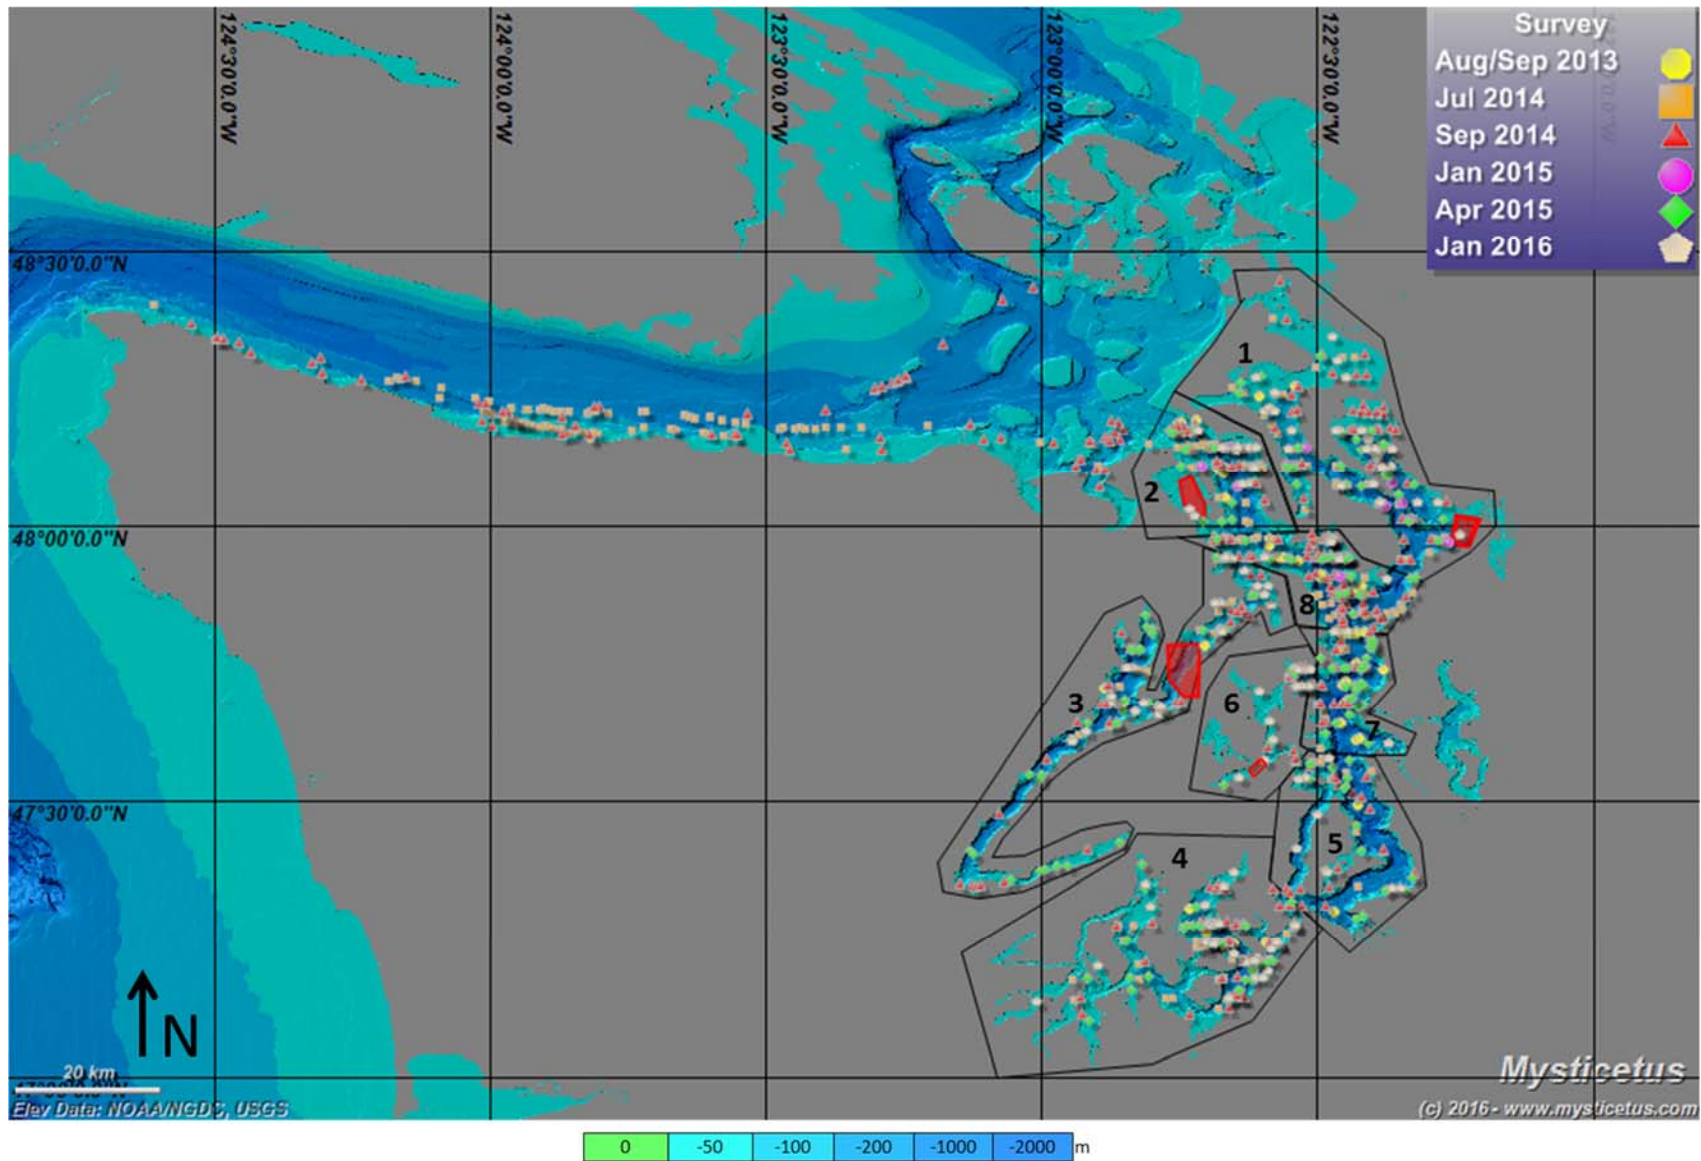 124°30'0.0"W
124°00'0.0"W
123°30'0.0"W
123°00'0.0"W
122°30'0.0"W
Survey
Aug/Sep 2013
Jul 2014
Sep 2014
Jan 2015
Apr 2015
Jan 2016
48°30'0.0"N
1
2
48°00'0.0"N
8
3
6
7
47°30'0.0"N
5
4
N
20 km
Mysticetus
Elev Data: NOAA/NGDC, USGS
(c) 2016 - www.mysticetus.com
0 -50 -100 -200 -1000 -2000 m